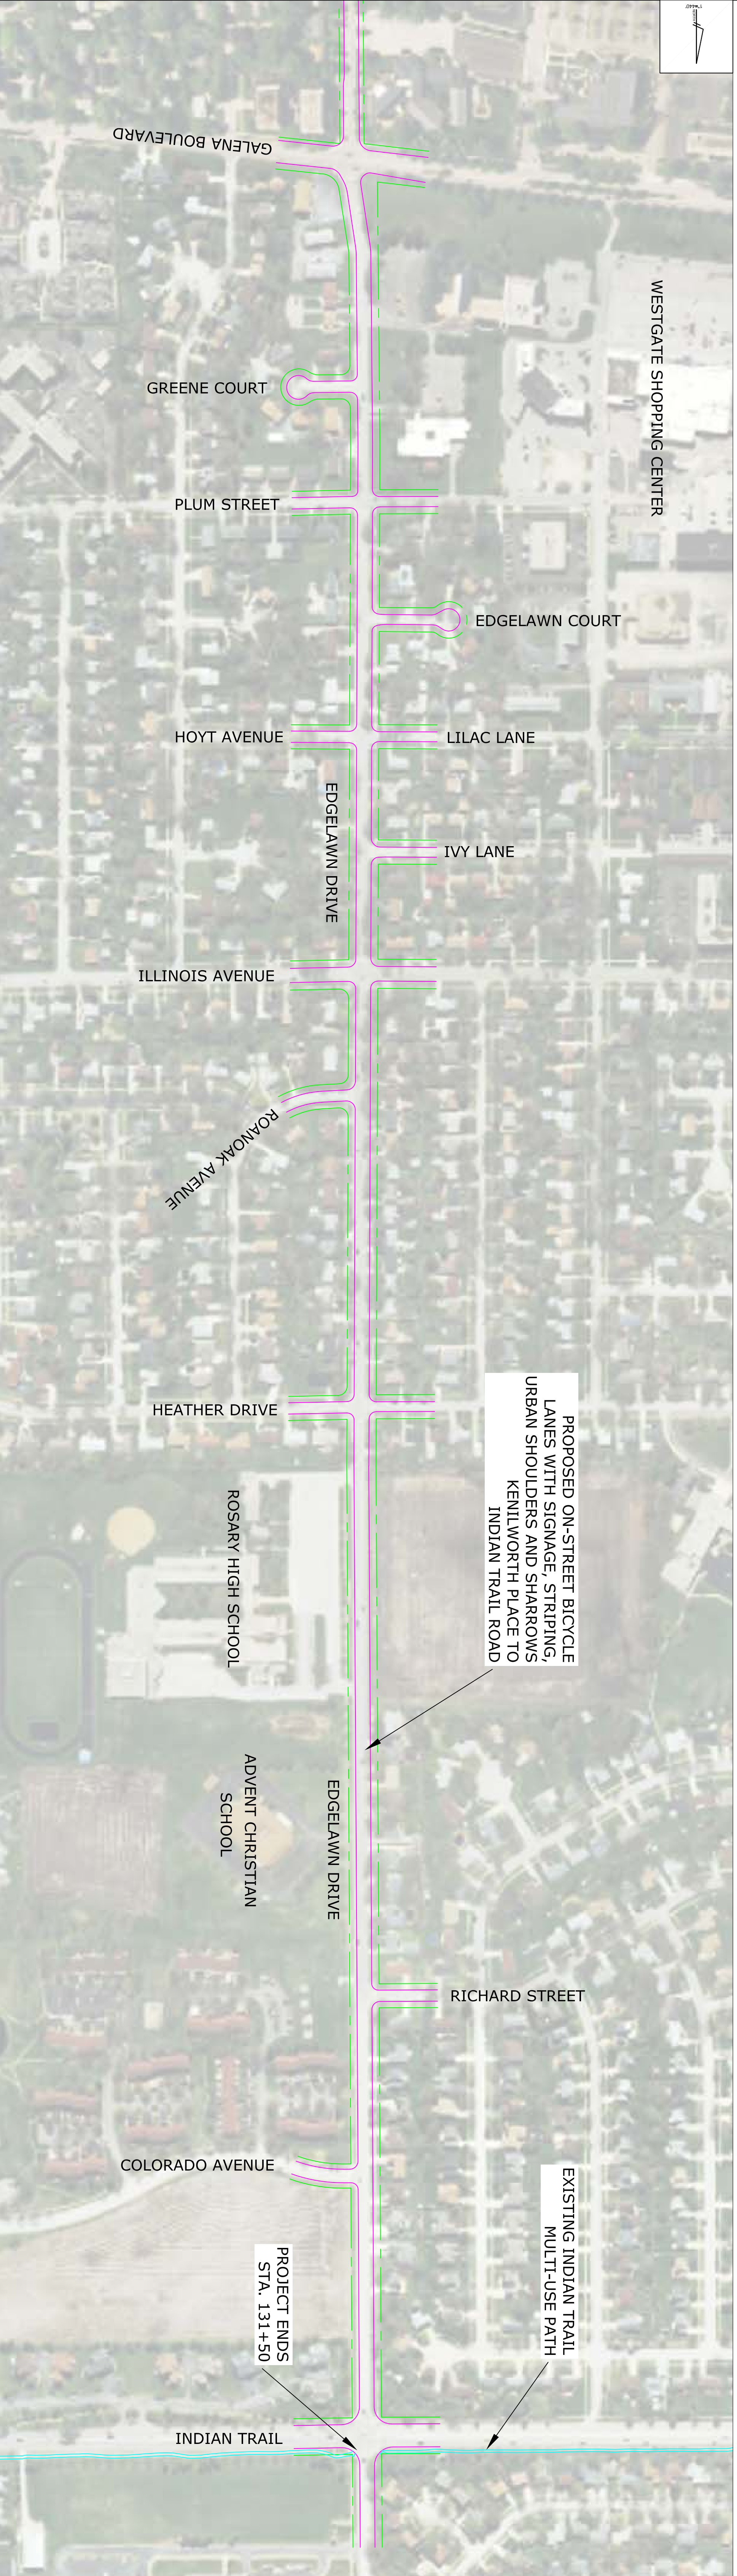 GALENA BOULEVARD
WESTGATE SHOPPING CENTER
GREENE COURT
PLUM STREET
EDGELAWN COURT
HOYT AVENUE
LILAC LANE
EDGELAWN DRIVE
IVY LANE
ILLINOIS AVENUE
ROANOAK AVENUE
HEATHER DRIVE
PROPOSED ON-STREET BICYCLE
LANES WITH SIGNAGE, STRIPING,
URBAN SHOULDERS AND SHARROWS
KENILWORTH PLACE TO
INDIAN TRAIL ROAD
ROSARY HIGH SCHOOL
ADVENT CHRISTIAN
SCHOOL
EDGELAWN DRIVE
RICHARD STREET
COLORADO AVENUE
EXISTING INDIAN TRAIL
MULTI-USE PATH
PROJECT ENDS
STA. 131+50
INDIAN TRAIL